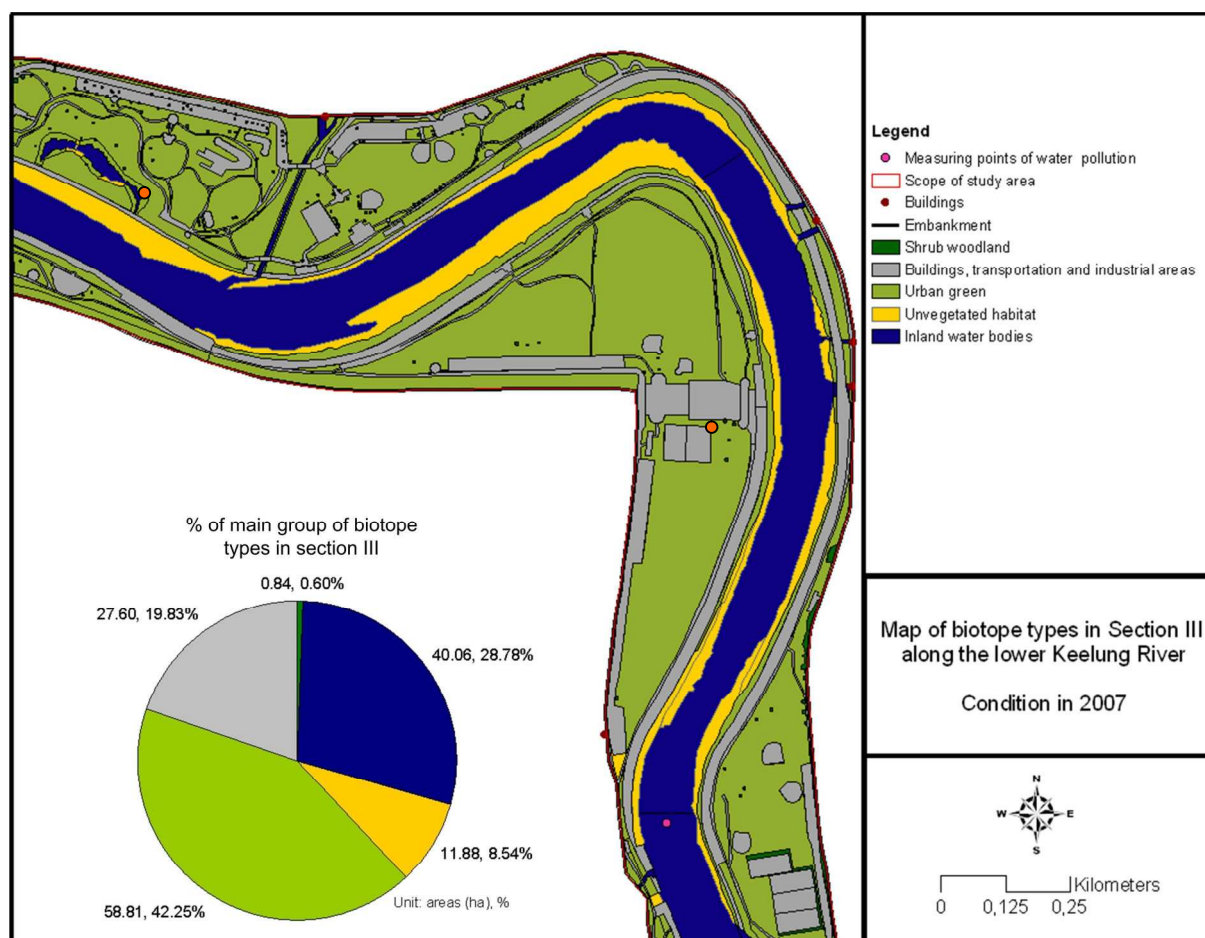 Legend
Measuring points of water pollution
Scope of study area
Buildings
Embankment
Shrub woodland
Buildings, transportation and industrial areas
Urban green
Unvegetated habitat
Inland water bodies
% of main group of biotope
types in section III
0.84, 0.60%
27.60, 19.83%
40.06, 28.78%
11.88, 8.54%
58.81, 42.25%
Unit: areas (ha), %
Map of biotope types in Section III
along the lower Keelung River
Condition in 2007
N
W E
S
Kilometers
0 0,125 0,25